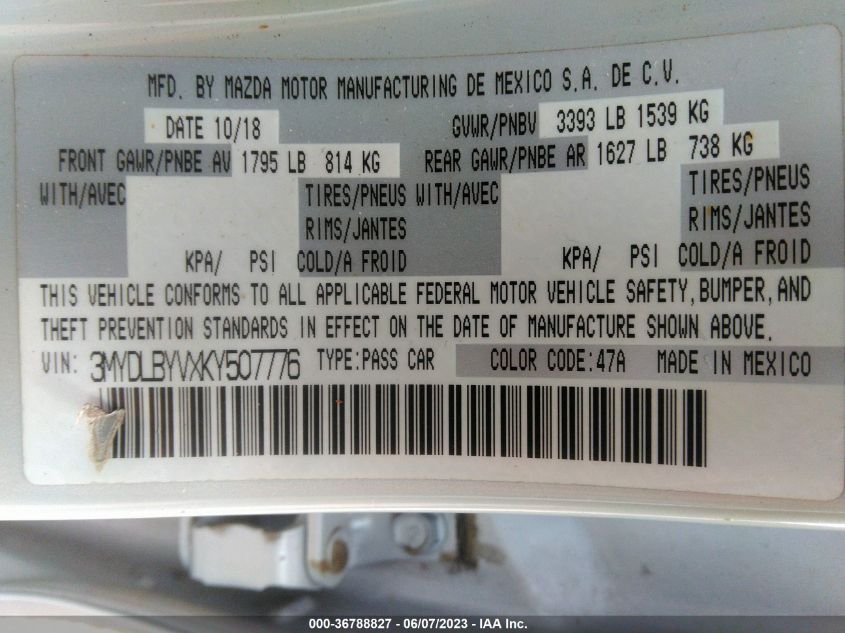 MFD. BY MAZDA MOTOR MANUFACTURING DE MEXICO S.A. DE C.V.
DATE 10/18 GVWR/PNBV 3393 LB 1539 KG
FRONT GAWR/PNBE AV 1795 LB 814 KG REAR GAWR/PNBE AR 1627 LB 738 KG
WITH/AVEC TIRES/PNEUS WITH/AVEC TIRES/PNEUS
RIMS/JANTES RIMS/JANTES
KPA/ PSI COLD/A FROID KPA/ PSI COLD/A FROID
THIS VEHICLE CONFORMS TO ALL APPLICABLE FEDERAL MOTOR VEHICLE SAFETY, BUMPER, AND
THEFT PREVENTION STANDARDS IN EFFECT ON THE DATE OF MANUFACTURE SHOWN ABOVE.
VIN: 3MYDLBYVXKY507776 TYPE:PASS CAR COLOR CODE:47A MADE IN MEXICO
000-36788827 - 06/07/2023 - IAA Inc.